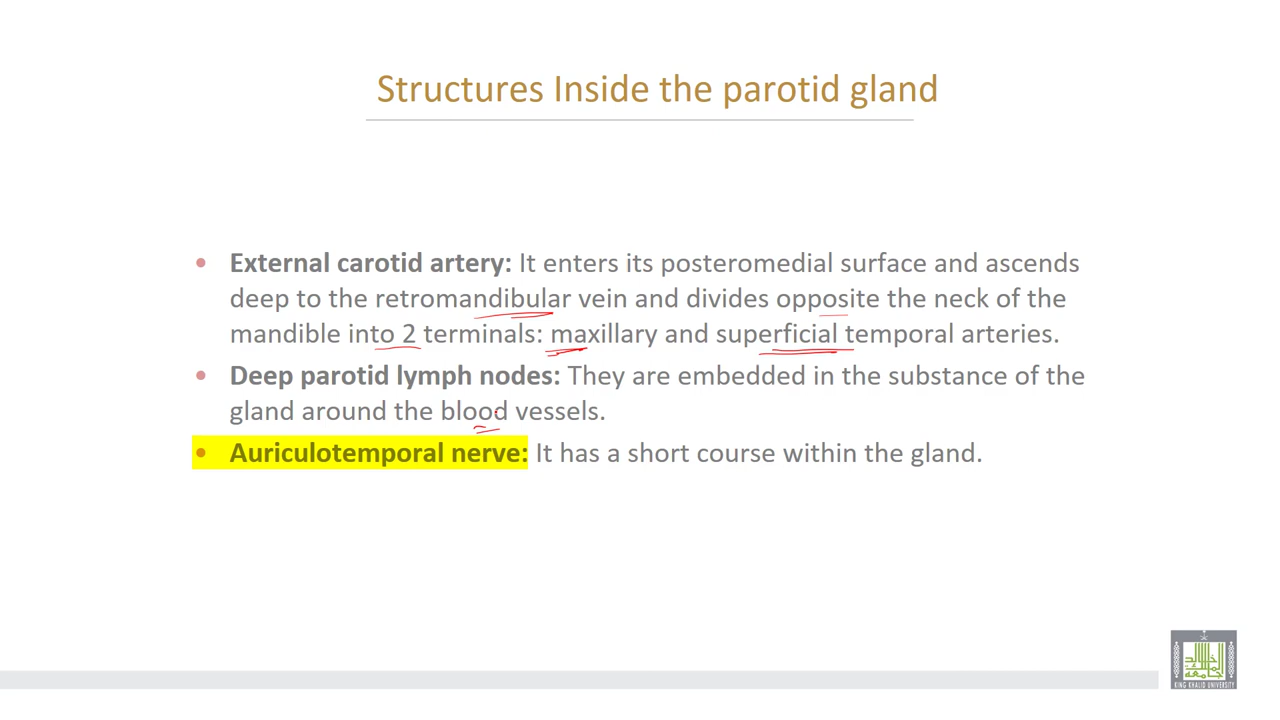 Structures Inside the parotid gland
• External carotid artery: It enters its posteromedial surface and ascends
deep to the retromandibular vein and divides opposite the neck of the
mandible into 2 terminals: maxillary and superficial temporal arteries.
• Deep parotid lymph nodes: They are embedded in the substance of the
gland around the blood vessels.
• Auriculotemporal nerve: It has a short course within the gland.
KING KHALID UNIVERSITY